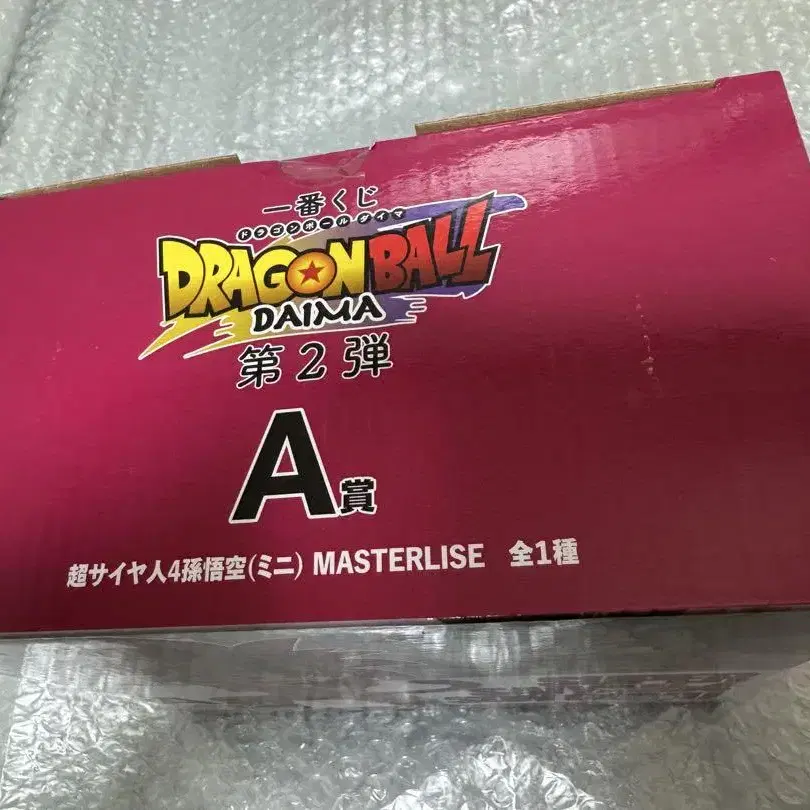 一番くじ
ドラゴンボールダイマ
DRAGON BALL
DAIMA
第2弾
A賞
超サイヤ人4孫悟空(ミニ) MASTERLISE 全1種